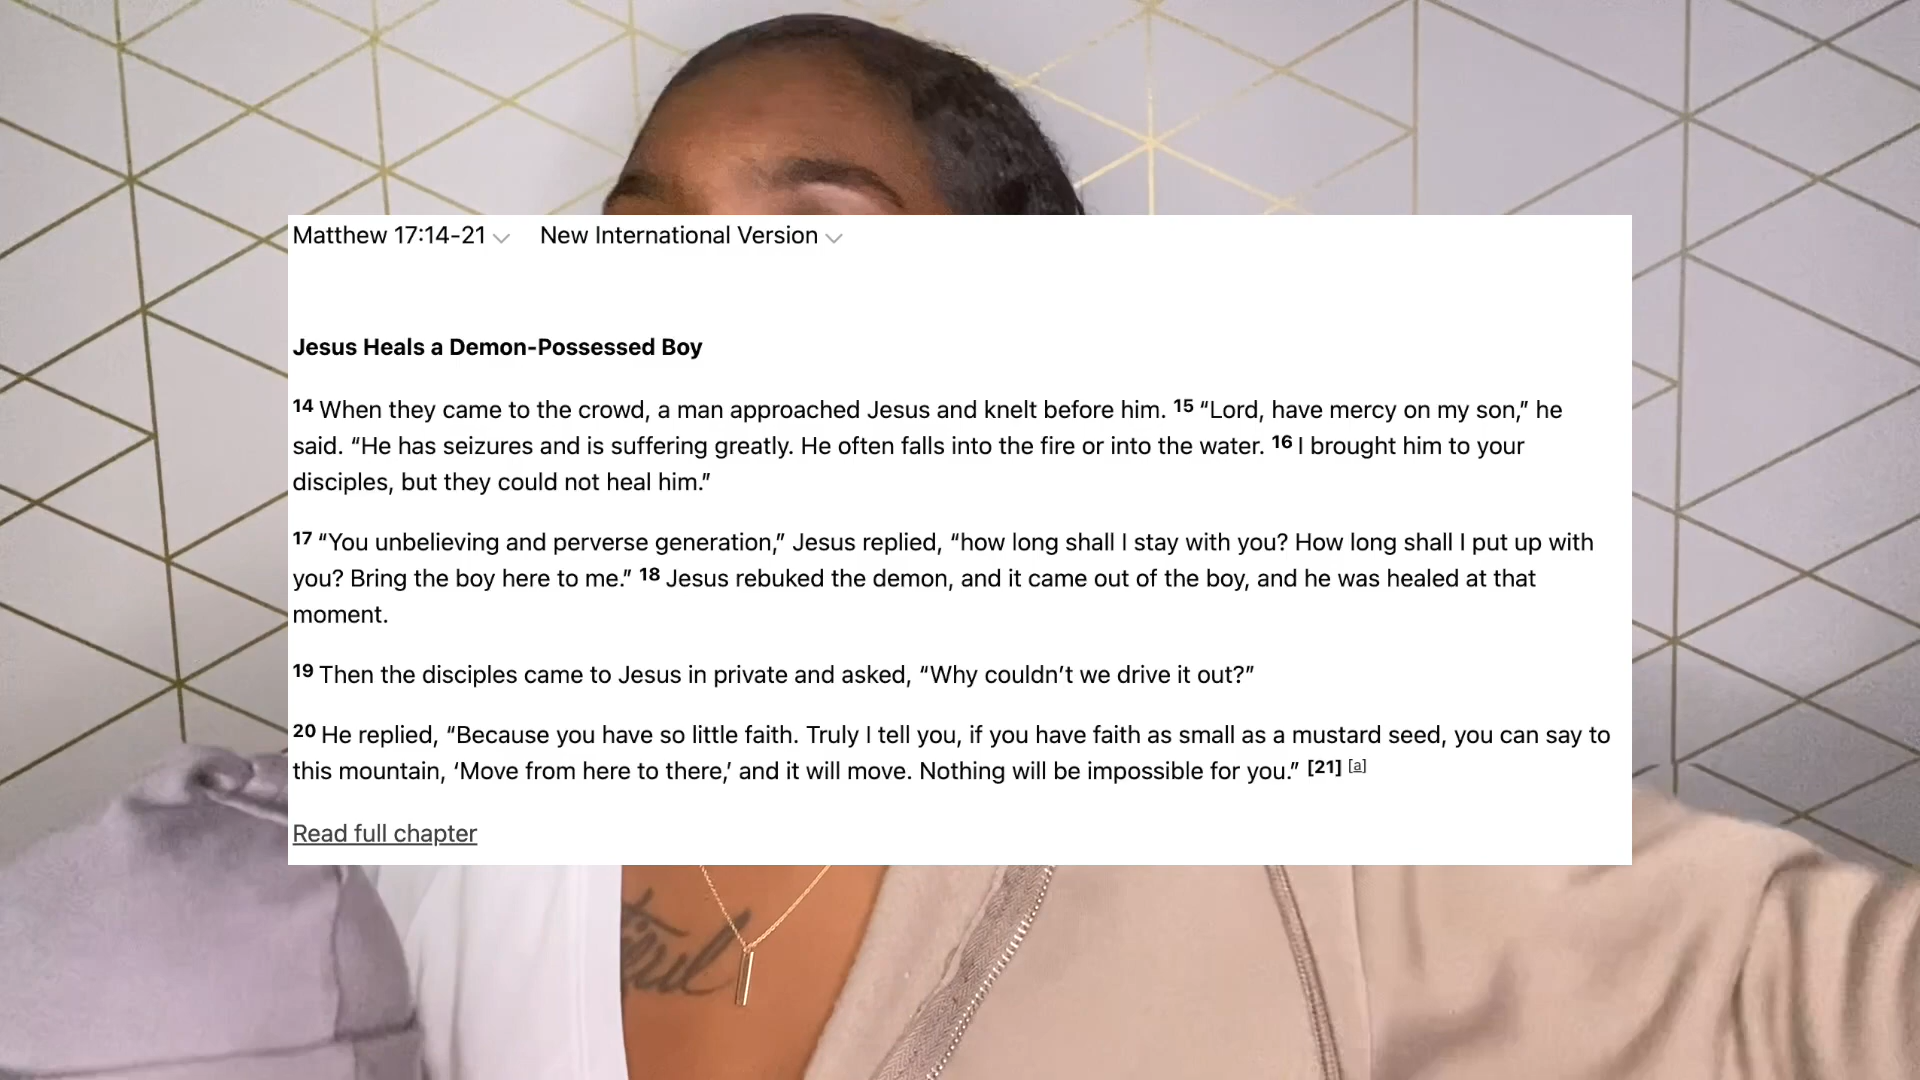 Matthew 17:14-21 New International Version
Jesus Heals a Demon-Possessed Boy
14 When they came to the crowd, a man approached Jesus and knelt before him. 15 “Lord, have mercy on my son,” he
said. “He has seizures and is suffering greatly. He often falls into the fire or into the water. 16 I brought him to your
disciples, but they could not heal him.”
17 “You unbelieving and perverse generation,” Jesus replied, “how long shall I stay with you? How long shall I put up with
you? Bring the boy here to me.” 18 Jesus rebuked the demon, and it came out of the boy, and he was healed at that
moment.
19 Then the disciples came to Jesus in private and asked, “Why couldn’t we drive it out?”
20 He replied, “Because you have so little faith. Truly I tell you, if you have faith as small as a mustard seed, you can say to
this mountain, ‘Move from here to there,’ and it will move. Nothing will be impossible for you.” [21] [a]
Read full chapter